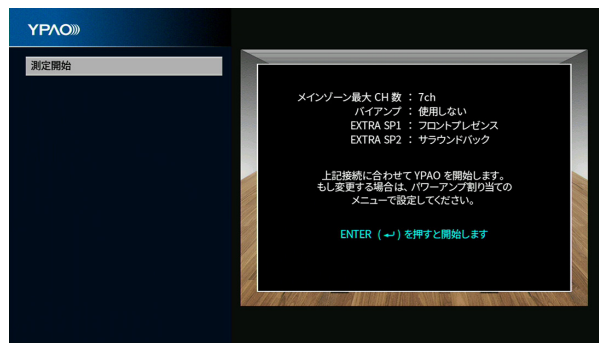 YPAO
測定開始
メインゾーン最大 CH 数 ： 7ch
バイアンプ ： 使用しない
EXTRA SP1 ： フロントプレゼンス
EXTRA SP2 ： サラウンドバック
上記接続に合わせて YPAO を開始します。
もし変更する場合は、パワーアンプ割り当ての
メニューで設定してください。
ENTER (↵) を押すと開始します